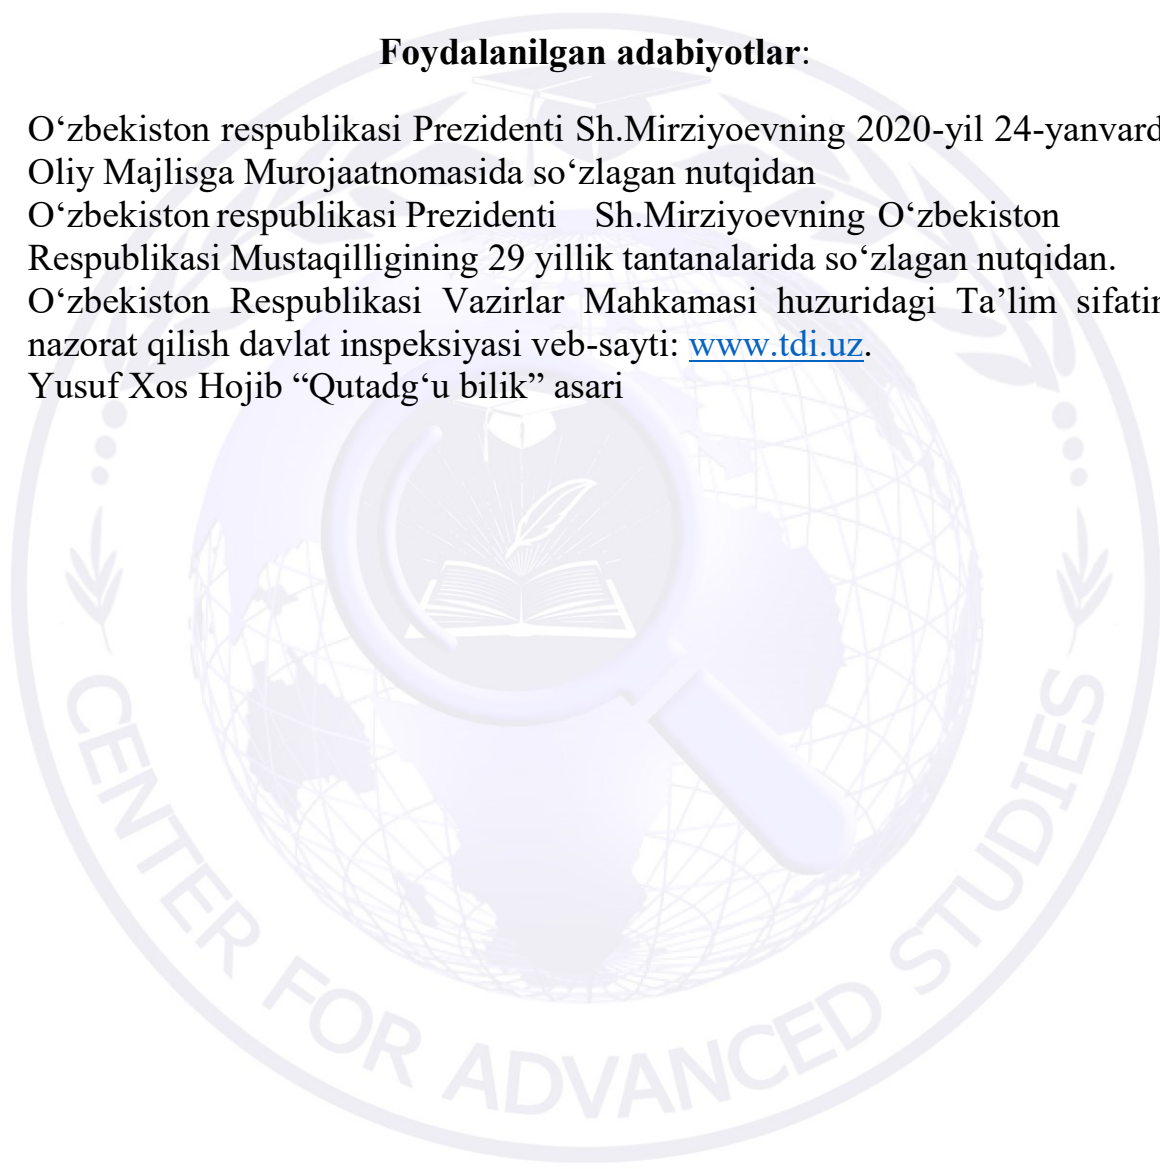 Foydalanilgan adabiyotlar:
O‘zbekiston respublikasi Prezidenti Sh.Mirziyoevning 2020-yil 24-yanvard
Oliy Majlisga Murojaatnomasida so‘zlagan nutqidan
O‘zbekiston respublikasi Prezidenti Sh.Mirziyoevning O‘zbekiston
Respublikasi Mustaqilligining 29 yillik tantanalarida so‘zlagan nutqidan.
O‘zbekiston Respublikasi Vazirlar Mahkamasi huzuridagi Ta’lim sifatin
nazorat qilish davlat inspeksiyasi veb-sayti: www.tdi.uz.
Yusuf Xos Hojib “Qutadg‘u bilik” asari
CENTER FOR ADVANCED STUDIES